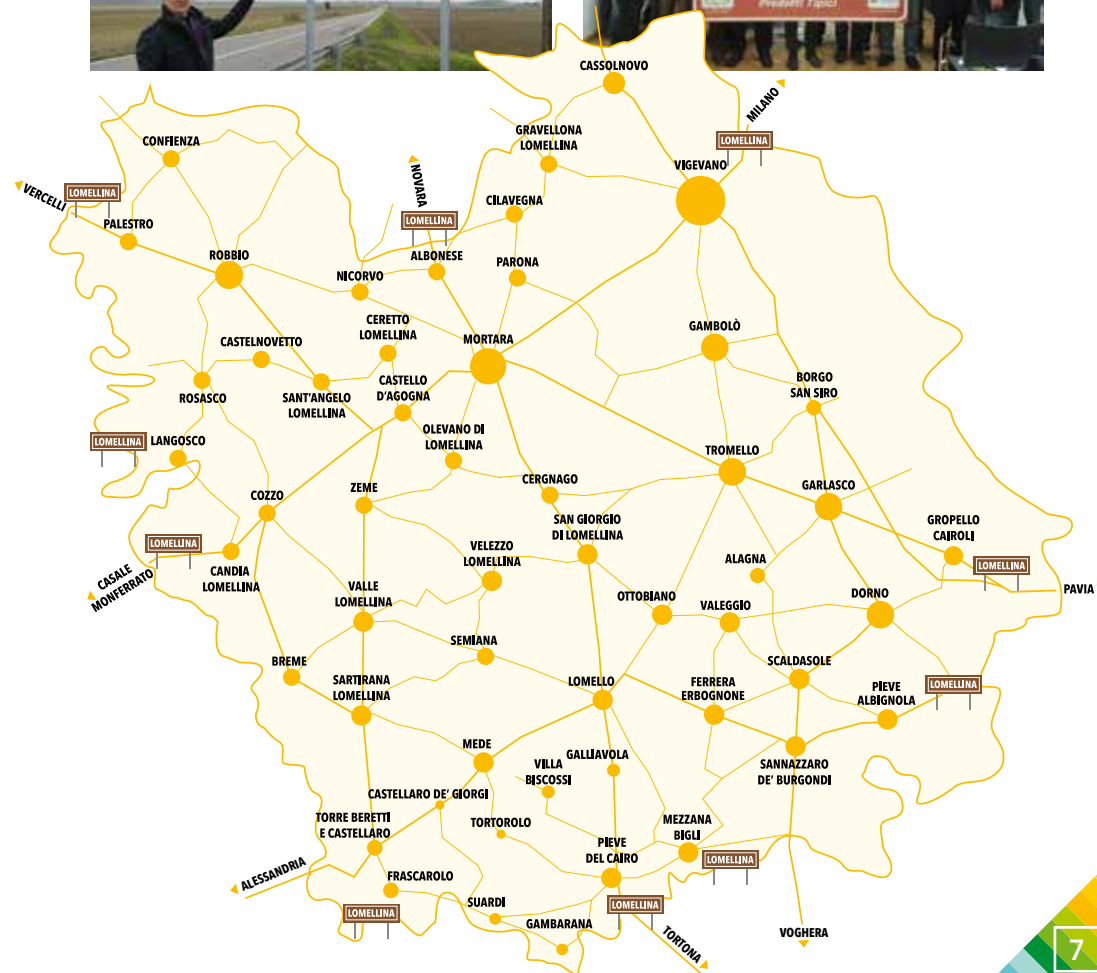 Prodotti Tipici
CASSOLNOVO
MILANO
GRAVELLONA
LOMELLINA
LOMELLINA
CONFIENZA
VIGEVANO
NOVARA
VERCELLI
LOMELLINA
CILAVEGNA
LOMELLINA
PALESTRO
ROBBIO
ALBONESE
PARONA
NICORVO
CERETTO
LOMELLINA
MORTARA
GAMBOLÒ
CASTELNOVETTO
CASTELLO
D'AGOGNA
BORGO
SAN SIRO
ROSASCO
SANT'ANGELO
LOMELLINA
OLEVANO DI
LOMELLINA
LOMELLINA
LANGOSCO
TROMELLO
CERGNAGO
GARLASCO
ZEME
COZZO
SAN GIORGIO
DI LOMELLINA
GROPELLO
CAIROLI
LOMELLINA
VELEZZO
LOMELLINA
ALAGNA
LOMELLINA
CANDIA
LOMELLINA
CASALE
MONFERRATO
VALLE
LOMELLINA
OTTOBIANO
VALEGGIO
DORNO
PAVIA
SEMIANA
BREME
SARTIRANA
LOMELLINA
LOMELLO
FERRERA
ERBOGNONE
SCALDASOLE
PIEVE
ALBIGNOLA
LOMELLINA
MEDE
GALLIAVOLA
VILLA
BISCOSSI
SANNAZZARO
DE' BURGONDI
CASTELLARO DE' GIORGI
TORRE BERETTI
E CASTELLARO
TORTOROLO
MEZZANA
BIGLI
PIEVE
DEL CAIRO
LOMELLINA
ALESSANDRIA
FRASCAROLO
LOMELLINA
SUARDI
LOMELLINA
GAMBARANA
TORTONA
VOGHERA
7